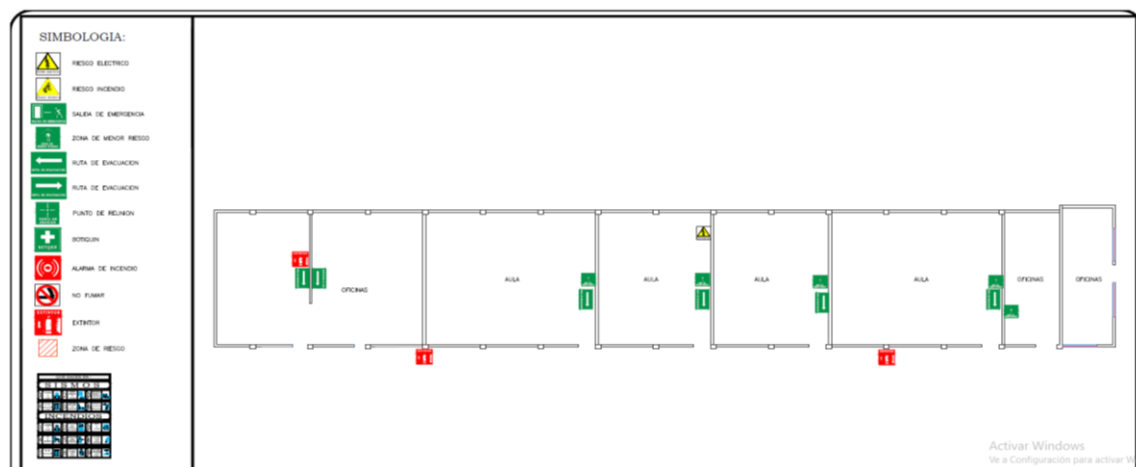 SIMBOLOGIA:
RIESGO ELECTRICO
RIESGO INCENDIO
SALIDA DE EMERGENCIA
ZONA DE MENOR RIESGO
RUTA DE EVACUACION
RUTA DE EVACUACION
PUNTO DE REUNION
BOTIQUIN
ALARMA DE INCENDIO
NO FUMAR
EXTINTOR
ZONA DE RIESGO
SISMOS
INCENDIOS
OFICINAS
AULA
AULA
AULA
AULA
OFICINAS
OFICINAS
Activar Windows
Ve a Configuración para activar W